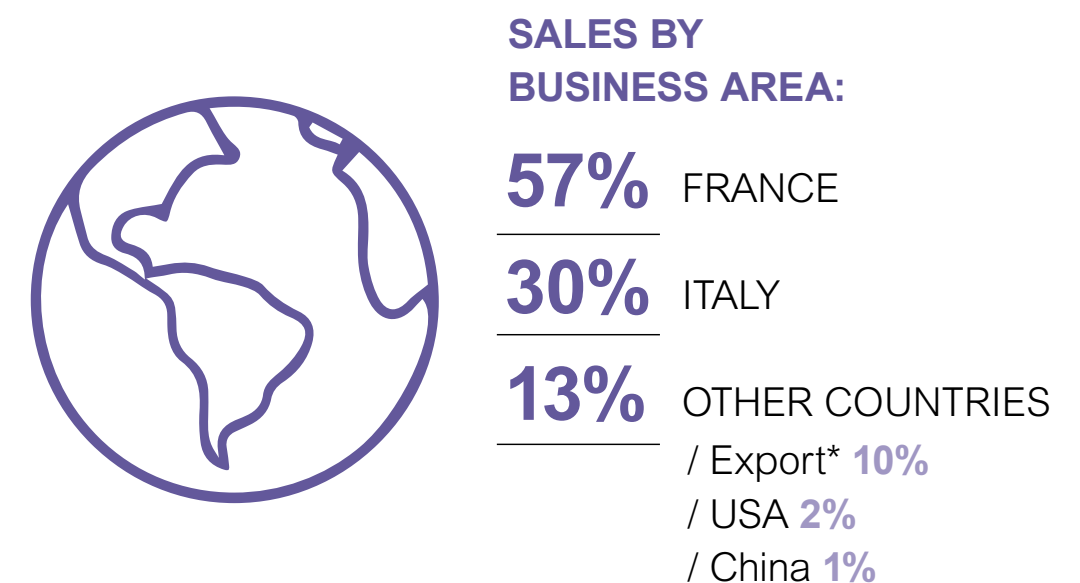 SALES BY
BUSINESS AREA:
57% FRANCE
30% ITALY
13% OTHER COUNTRIES
/ Export* 10%
/ USA 2%
/ China 1%